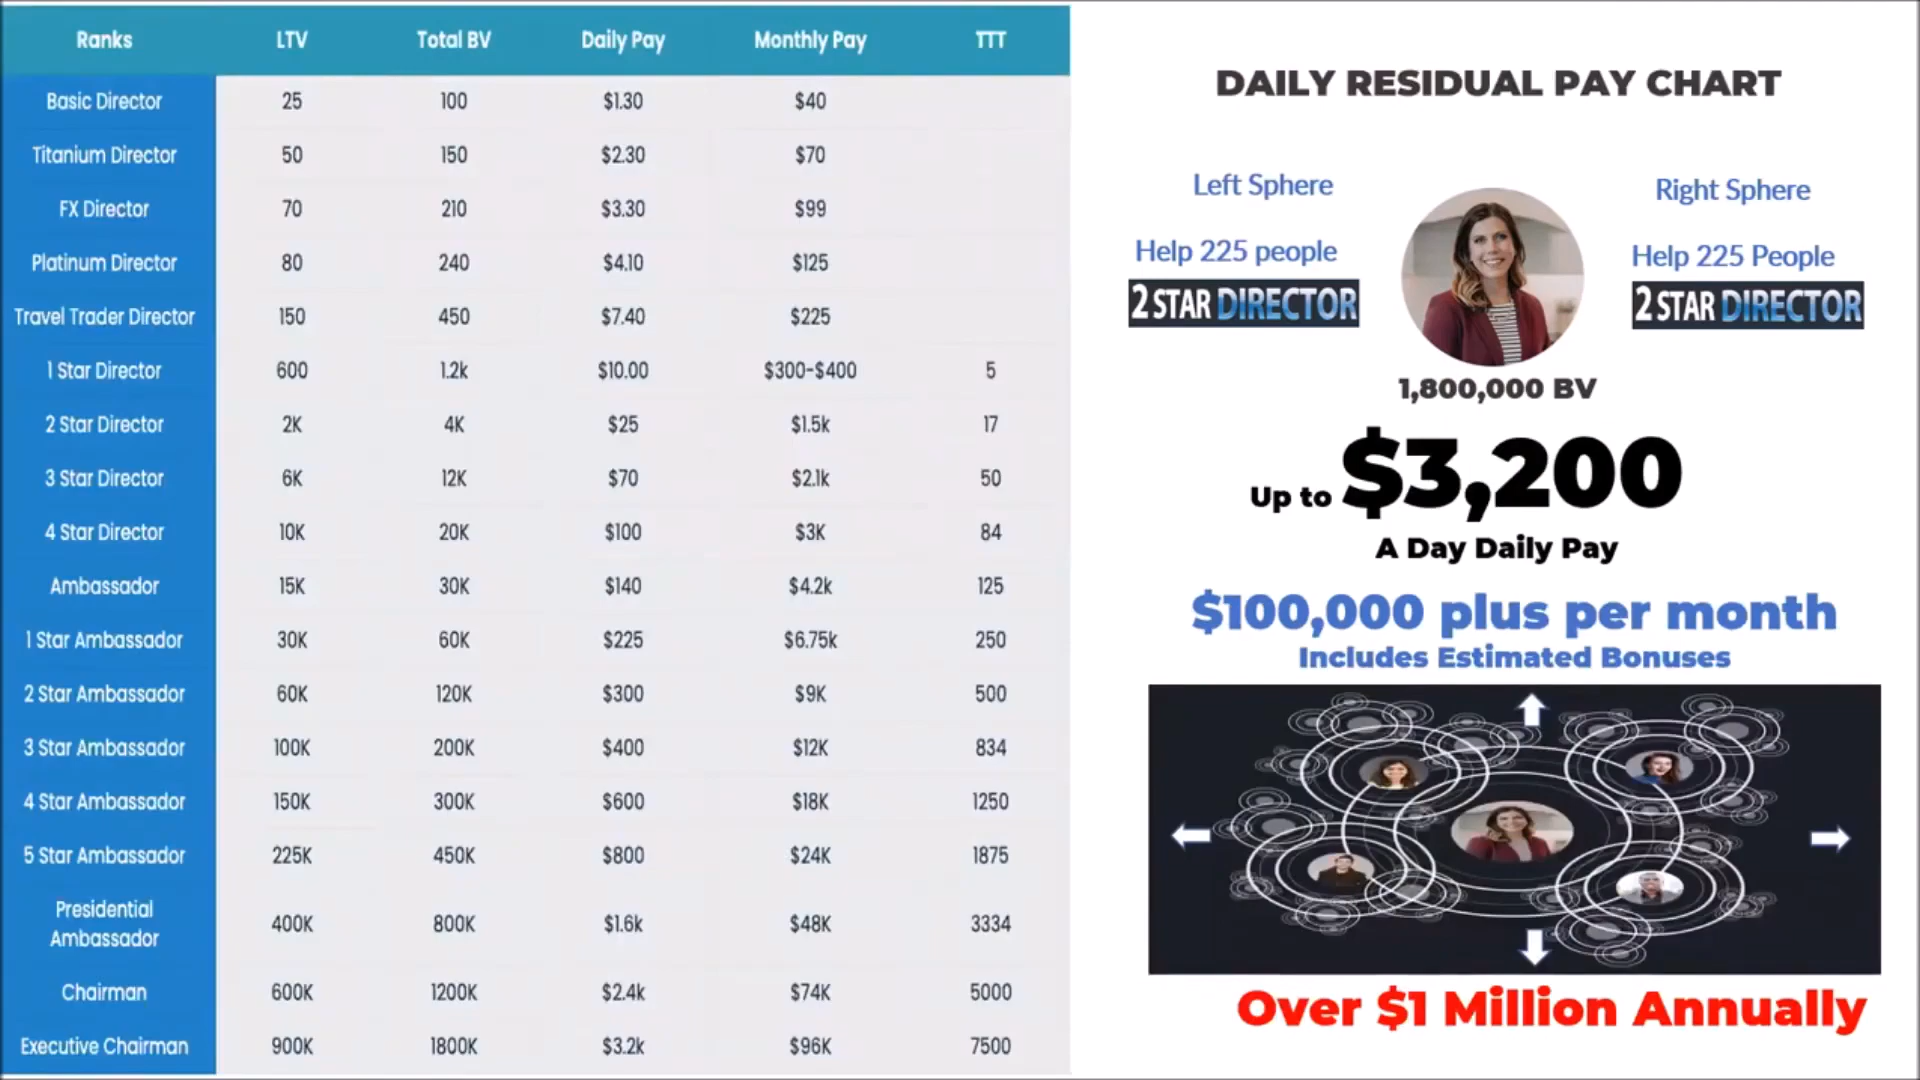 Ranks LTV Total BV Daily Pay Monthly Pay TTT
Basic Director 25 100 $1.30 $40
Titanium Director 50 150 $2.30 $70
FX Director 70 210 $3.30 $99
Platinum Director 80 240 $4.10 $125
Travel Trader Director 150 450 $7.40 $225
1 Star Director 600 1.2k $10.00 $300-$400 5
2 Star Director 2K 4K $25 $1.5k 17
3 Star Director 6K 12K $70 $2.1k 50
4 Star Director 10K 20K $100 $3K 84
Ambassador 15K 30K $140 $4.2k 125
1 Star Ambassador 30K 60K $225 $6.75k 250
2 Star Ambassador 60K 120K $300 $9K 500
3 Star Ambassador 100K 200K $400 $12K 834
4 Star Ambassador 150K 300K $600 $18K 1250
5 Star Ambassador 225K 450K $800 $24K 1875
Presidential
Ambassador 400K 800K $1.6k $48K 3334
Chairman 600K 1200K $2.4k $74K 5000
Executive Chairman 900K 1800K $3.2k $96K 7500
DAILY RESIDUAL PAY CHART
Left Sphere
Help 225 people
2 STAR DIRECTOR
Right Sphere
Help 225 People
2 STAR DIRECTOR
1,800,000 BV
Up to $3,200
A Day Daily Pay
$100,000 plus per month
Includes Estimated Bonuses
Over $1 Million Annually